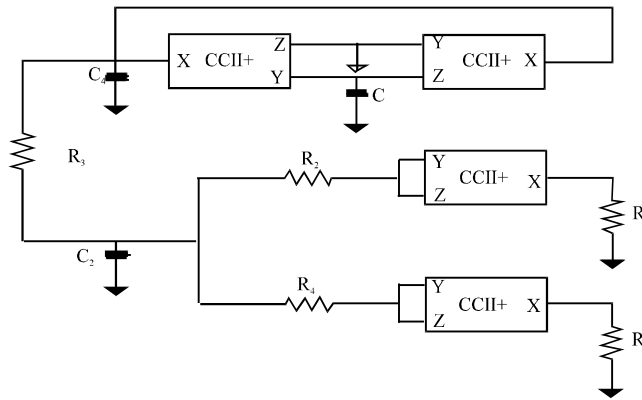 C₄
X CCII+ Z Y
C
Y Z CCII+ X
R₃
R₂
Y Z CCII+ X
R
C₂
R₄
Y Z CCII+ X
R